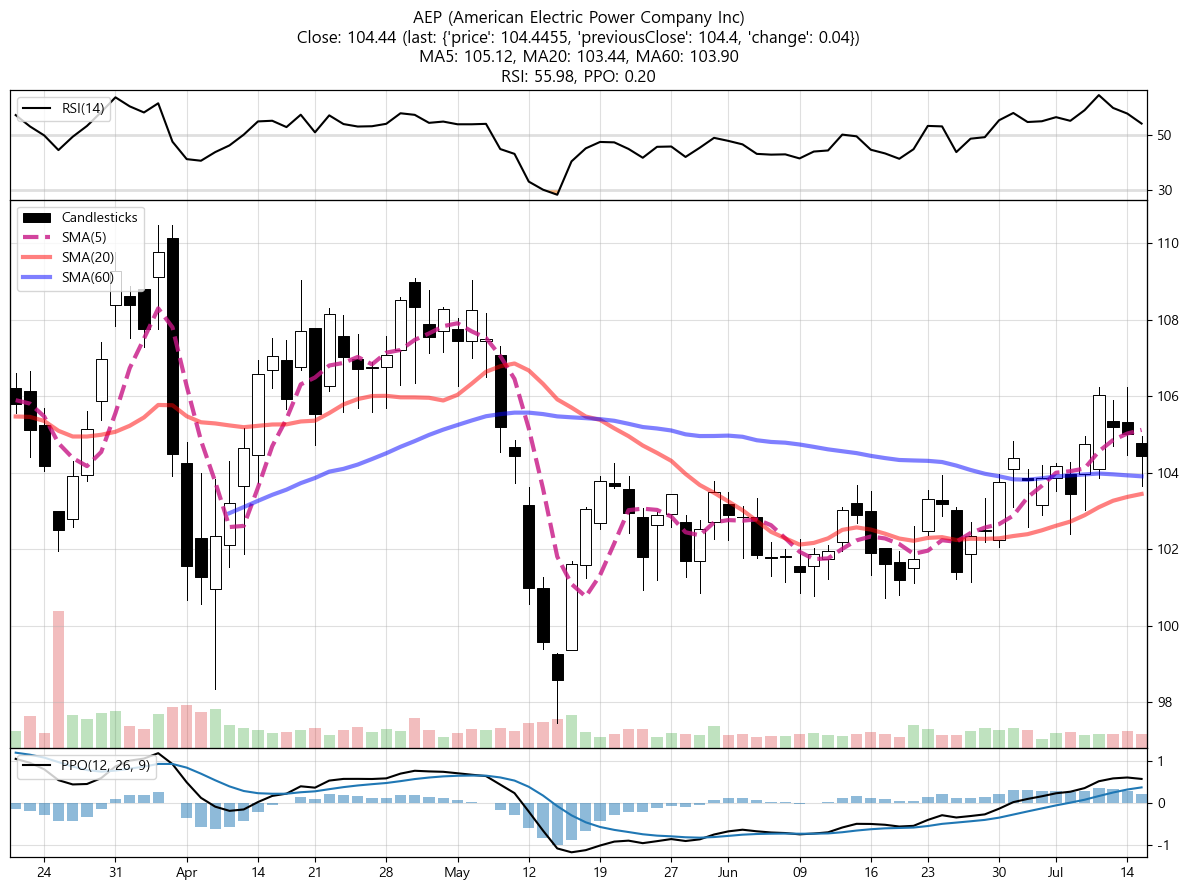 AEP (American Electric Power Company Inc)
Close: 104.44 (last: {'price': 104.4455, 'previousClose': 104.4, 'change': 0.04})
MA5: 105.12, MA20: 103.44, MA60: 103.90
RSI: 55.98, PPO: 0.20
RSI(14)
50
30
Candlesticks
SMA(5)
SMA(20)
SMA(60)
110
108
106
104
102
100
98
PPO(12, 26, 9)
1
0
-1
24 31 Apr 14 21 28 May 12 19 27 Jun 09 16 23 30 Jul 14